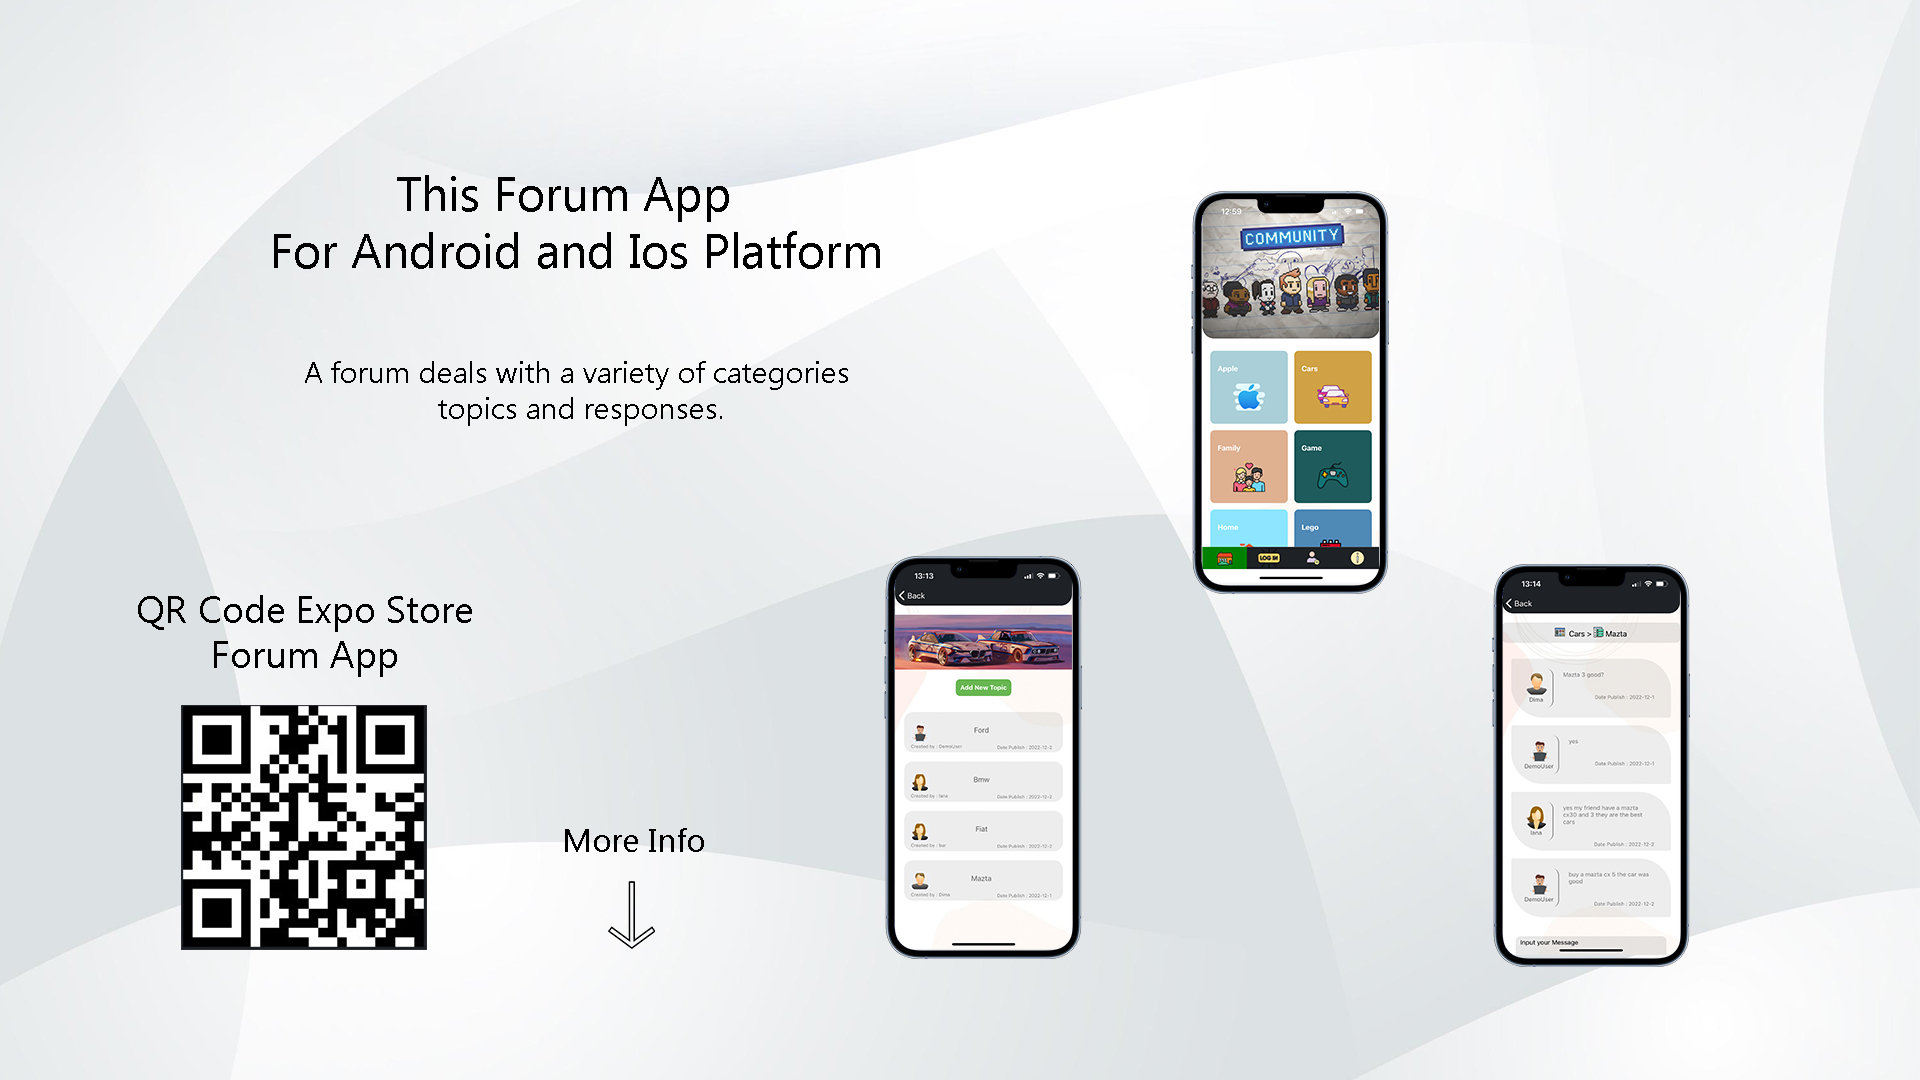 This Forum App
For Android and Ios Platform
A forum deals with a variety of categories
topics and responses.
QR Code Expo Store
Forum App
More Info
12:59
COMMUNITY
Apple
Cars
Family
Game
Home
Lego
LOG IN
13:13
Back
Add New Topic
Ford
Created by : DemoUser
Date Publish : 2022-12-2
Bmw
Created by : Iana
Date Publish : 2022-12-2
Fiat
Created by :
Date Publish : 2022-12-2
Mazta
Created by : Dima
Date Publish : 2022-12-1
13:14
Back
Cars > Mazta
Mazta 3 good?
Dima
Date Publish : 2022-12-1
yes
DemoUser
Date Publish : 2022-12-1
yes my friend have a mazta
cx30 and 3 they are the best
cars
Iana
Date Publish : 2022-12-2
buy a mazta cx 5 the car was
good
DemoUser
Date Publish : 2022-12-2
Input your Message